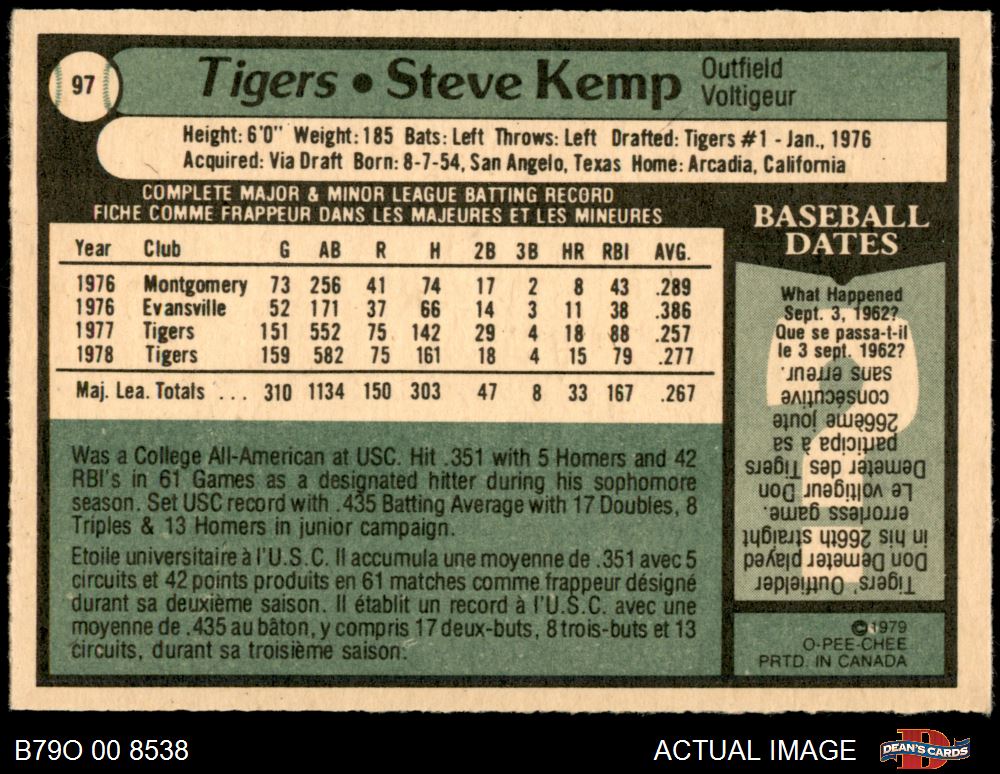 97
Tigers • Steve Kemp Outfield
Voltigeur
Height: 6'0" Weight: 185 Bats: Left Throws: Left Drafted: Tigers #1 - Jan., 1976
Acquired: Via Draft Born: 8-7-54, San Angelo, Texas Home: Arcadia, California
COMPLETE MAJOR & MINOR LEAGUE BATTING RECORD
FICHE COMME FRAPPEUR DANS LES MAJEURES ET LES MINEURES
Year Club G AB R H 2B 3B HR RBI AVG.
1976 Montgomery 73 256 41 74 17 2 8 43 .289
1976 Evansville 52 171 37 66 14 3 11 38 .386
1977 Tigers 151 552 75 142 29 4 18 88 .257
1978 Tigers 159 582 75 161 18 4 15 79 .277
Maj. Lea. Totals ... 310 1134 150 303 47 8 33 167 .267
Was a College All-American at USC. Hit .351 with 5 Homers and 42
RBI's in 61 Games as a designated hitter during his sophomore
season. Set USC record with .435 Batting Average with 17 Doubles, 8
Triples & 13 Homers in junior campaign.
Etoile universitaire à l'U.S.C. Il accumula une moyenne de .351 avec 5
circuits et 42 points produits en 61 matches comme frappeur désigné
durant sa deuxième saison. Il établit un record à l'U.S.C. avec une
moyenne de .435 au bâton, y compris 17 deux-buts, 8 trois-buts et 13
circuits, durant sa troisième saison.
BASEBALL
DATES
What Happened
Sept. 3, 1962?
Que se passa-t-il
le 3 sept. 1962?
Tigers' Outfielder
Don Demeter played
in his 266th straight
errorless game.
Le voltigeur Don
Demeter des Tigers
participa à sa
266ème joute
consécutive
sans erreur.
©1979
O-PEE-CHEE
PRTD. IN CANADA
B79O 00 8538
ACTUAL IMAGE
DEAN'S CARDS